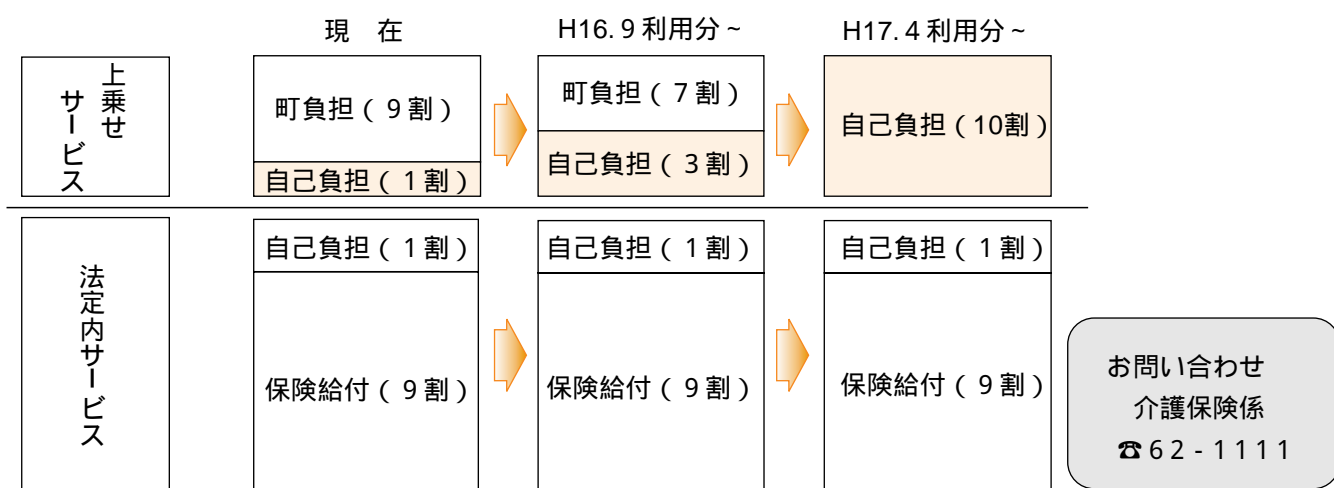 現 在
H16.9利用分~
H17.4利用分~
上乗せ
サービス
町負担(9割)
自己負担(1割)
町負担(7割)
自己負担(3割)
自己負担(10割)
法定内サービス
自己負担(1割)
保険給付(9割)
自己負担(1割)
保険給付(9割)
自己負担(1割)
保険給付(9割)
お問い合わせ
介護保険係
☎62-1111